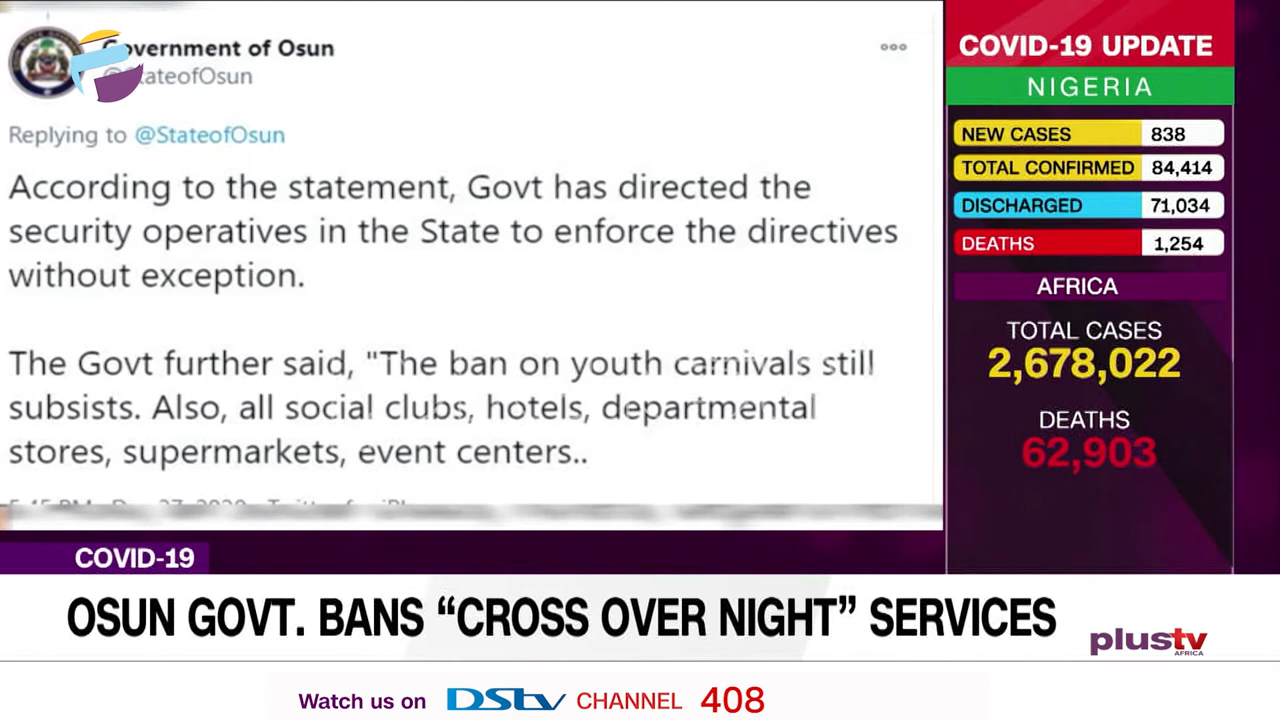 Government of Osun
@StateofOsun
Replying to @StateofOsun
According to the statement, Govt has directed the
security operatives in the State to enforce the directives
without exception.
The Govt further said, "The ban on youth carnivals still
subsists. Also, all social clubs, hotels, departmental
stores, supermarkets, event centers..
COVID-19 UPDATE
NIGERIA
NEW CASES 838
TOTAL CONFIRMED 84,414
DISCHARGED 71,034
DEATHS 1,254
AFRICA
TOTAL CASES
2,678,022
DEATHS
62,903
COVID-19
OSUN GOVT. BANS “CROSS OVER NIGHT” SERVICES
plustv
AFRICA
Watch us on DStv CHANNEL 408